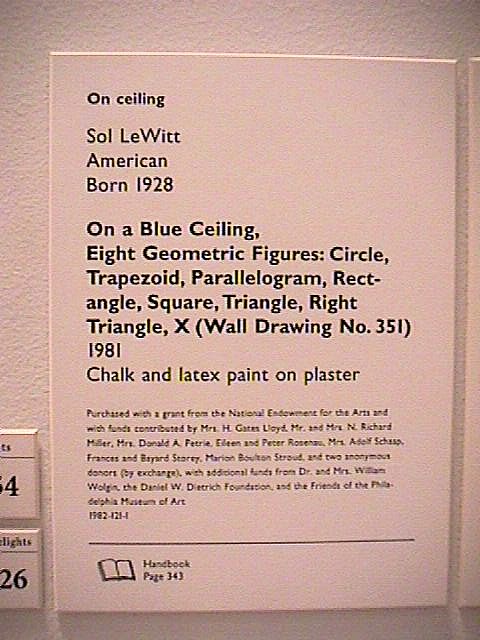 On ceiling
Sol LeWitt
American
Born 1928
On a Blue Ceiling,
Eight Geometric Figures: Circle,
Trapezoid, Parallelogram, Rect-
angle, Square, Triangle, Right
Triangle, X (Wall Drawing No. 351)
1981
Chalk and latex paint on plaster
Purchased with a grant from the National Endowment for the Arts and
with funds contributed by Mrs. H. Gates Lloyd, Mr. and Mrs. N. Richard
Miller, Mrs. Donald A. Petrie, Eileen and Peter Rosenau, Mrs. Adolf Schaap,
Frances and Bayard Storey, Marion Boulton Stroud, and two anonymous
donors (by exchange), with additional funds from Dr. and Mrs. William
Wolgin, the Daniel W. Dietrich Foundation, and the Friends of the Phila-
delphia Museum of Art
1982-121-1
Handbook
Page 343
ts
54
elights
26